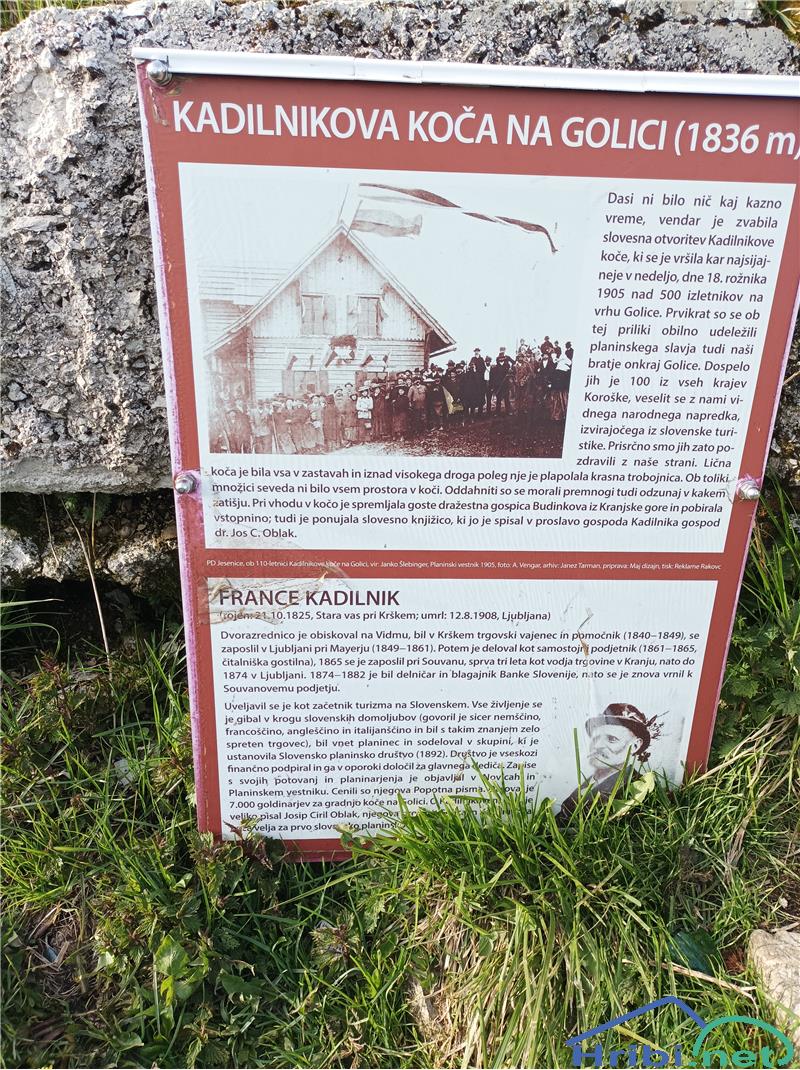 KADILNIKOVA KOČA NA GOLICI (1836 m)
Dasi ni bilo nič kaj kazno
vreme, vendar je zvabila
slovesna otvoritev Kadilnikove
koče, ki se je vršila kar najsijaj-
neje v nedeljo, dne 18. rožnika
1905 nad 500 izletnikov na
vrhu Golice. Prvikrat so se ob
tej priliki obilno udeležili
planinskega slavja tudi naši
bratje onkraj Golice. Dospelo
jih je 100 iz vseh krajev
Koroške, veselit se z nami vi-
dnega narodnega napredka,
izvirajočega iz slovenske turi-
stike. Prisrčno smo jih zato po-
zdravili z naše strani. Lična
koča je bila vsa v zastavah in iznad visokega droga poleg nje je plapolala krasna trobojnica. Ob toliki
množici seveda ni bilo vsem prostora v koči. Oddahniti so se morali premnogi tudi odzunaj v kakem
zatišju. Pri vhodu v kočo je spremljala goste dražestna gospica Budinkova iz Kranjske gore in pobirala
vstopnino; tudi je ponujala slovesno knjižico, ki jo je spisal v proslavo gospoda Kadilnika gospod
dr. Jos C. Oblak.
PD Jesenice, ob 110-letnici Kadilnikove koče na Golici, vir: Janko Šlebinger, Planinski vestnik 1905, foto: A. Vengar, arhiv: Janez Tarman, priprava: Maj dizajn, tisk: Reklame Rakovc
FRANCE KADILNIK
(rojen: 21.10.1825, Stara vas pri Krškem; umrl: 12.8.1908, Ljubljana)
Dvorazrednico je obiskoval na Vidmu, bil v Krškem trgovski vajenec in pomočnik (1840–1849), se
zaposlil v Ljubljani pri Mayerju (1849–1861). Potem je deloval kot samostojni podjetnik (1861–1865,
čitalniška gostilna), 1865 se je zaposlil pri Souvanu, sprva tri leta kot vodja trgovine v Kranju, nato do
1874 v Ljubljani. 1874–1882 je bil delničar in blagajnik Banke Slovenije, nato se je znova vrnil k
Souvanovemu podjetju.
Uveljavil se je kot začetnik turizma na Slovenskem. Vse življenje se
je gibal v krogu slovenskih domoljubov (govoril je sicer nemščino,
francoščino, angleščino in italijanščino in bil s takim znanjem zelo
spreten trgovec), bil vpet planinec in sodeloval v skupini, ki je
ustanovila Slovensko planinsko društvo (1892). Društvo je vseskozi
finančno podpiral in ga v oporoki določil za glavnega dediča. Zapise
s svojih potovanj in planinarjenja je objavljal v Novicah in
Planinskem vestniku. Cenili so njegova Popotna pisma. je
7.000 goldinarjev za gradnjo koče na Golici. O
veliko pisal Josip Ciril Oblak, njegova
velja za prvo
Hribi.net